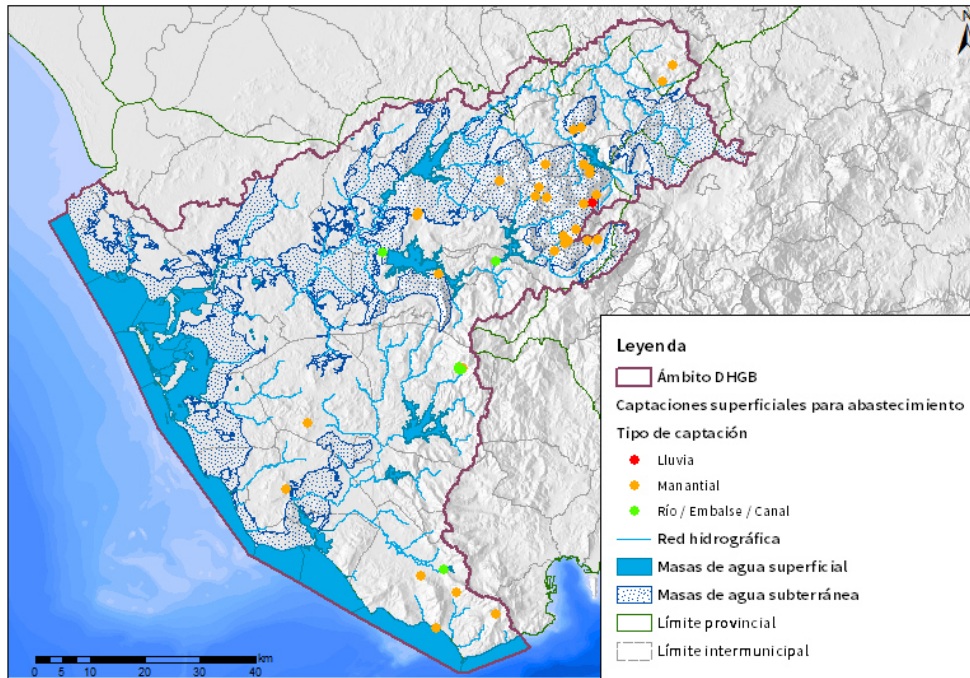 N
Leyenda
Ámbito DHGB
Captaciones superficiales para abastecimiento
Tipo de captación
Lluvia
Manantial
Río / Embalse / Canal
Red hidrográfica
Masas de agua superficial
Masas de agua subterránea
Límite provincial
Límite intermunicipal
km
0 5 10 20 30 40